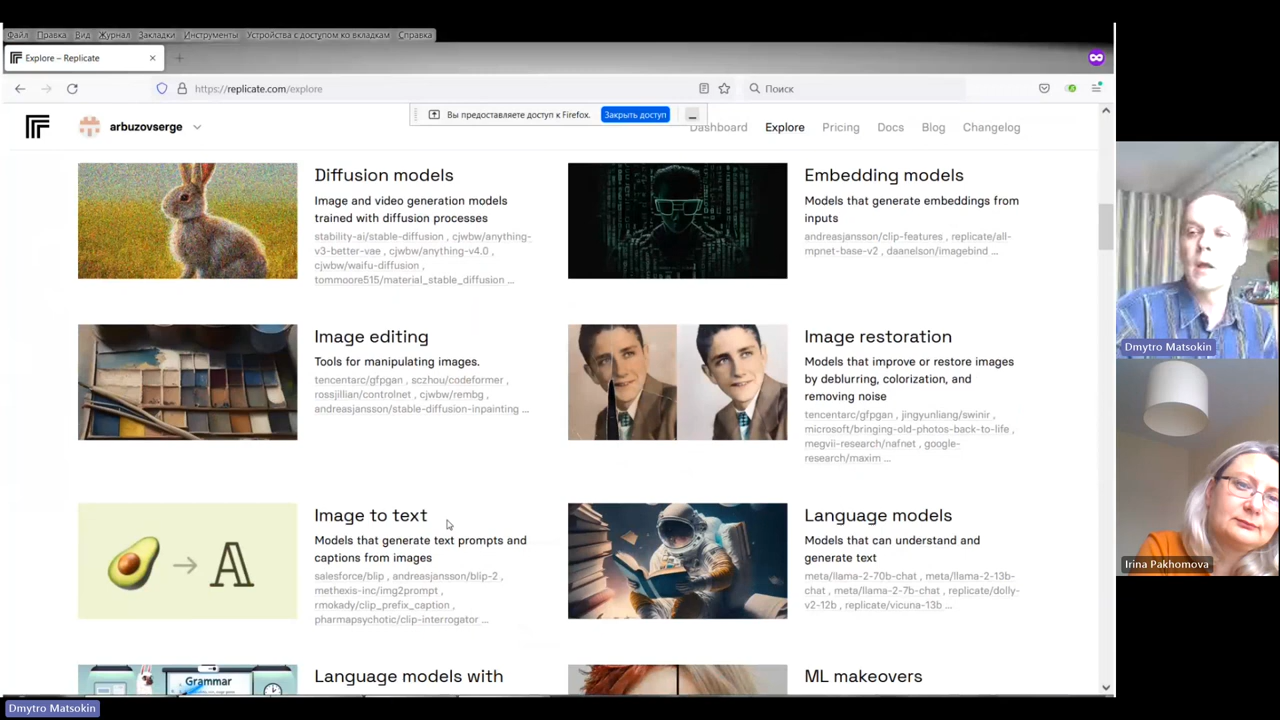 Файл Правка Вид Журнал Закладки Инструменты Устройства с доступом ко вкладкам Справка
Explore – Replicate
https://replicate.com/explore
Поиск
Вы предоставляете доступ к Firefox. Закрыть доступ
arbuzovserge
Dashboard Explore Pricing Docs Blog Changelog
Diffusion models
Image and video generation models
trained with diffusion processes
stability-ai/stable-diffusion , cjwbw/anything-
v3-better-vae , cjwbw/anything-v4.0 ,
cjwbw/waifu-diffusion ,
tommoore515/material_stable_diffusion ...
Embedding models
Models that generate embeddings from
inputs
andreasjansson/clip-features , replicate/all-
mpnet-base-v2 , daanelson/imagebind ...
Image editing
Tools for manipulating images.
tencentarc/gfpgan , sczhou/codeformer ,
rossjillian/controlnet , cjwbw/rembg ,
andreasjansson/stable-diffusion-inpainting ...
Image restoration
Models that improve or restore images
by deblurring, colorization, and
removing noise
tencentarc/gfpgan , jingyunliang/swinir ,
microsoft/bringing-old-photos-back-to-life ,
megvii-research/nafnet , google-
research/maxim ...
Image to text
Models that generate text prompts and
captions from images
salesforce/blip , andreasjansson/blip-2 ,
methexis-inc/img2prompt ,
rmokady/clip_prefix_caption ,
pharmapsychotic/clip-interrogator ...
A
Language models
Models that can understand and
generate text
meta/llama-2-70b-chat , meta/llama-2-13b-
chat , meta/llama-2-7b-chat , replicate/dolly-
v2-12b , replicate/vicuna-13b ...
Grammar
Language models with
ML makeovers
Dmytro Matsokin
Irina Pakhomova
Dmytro Matsokin